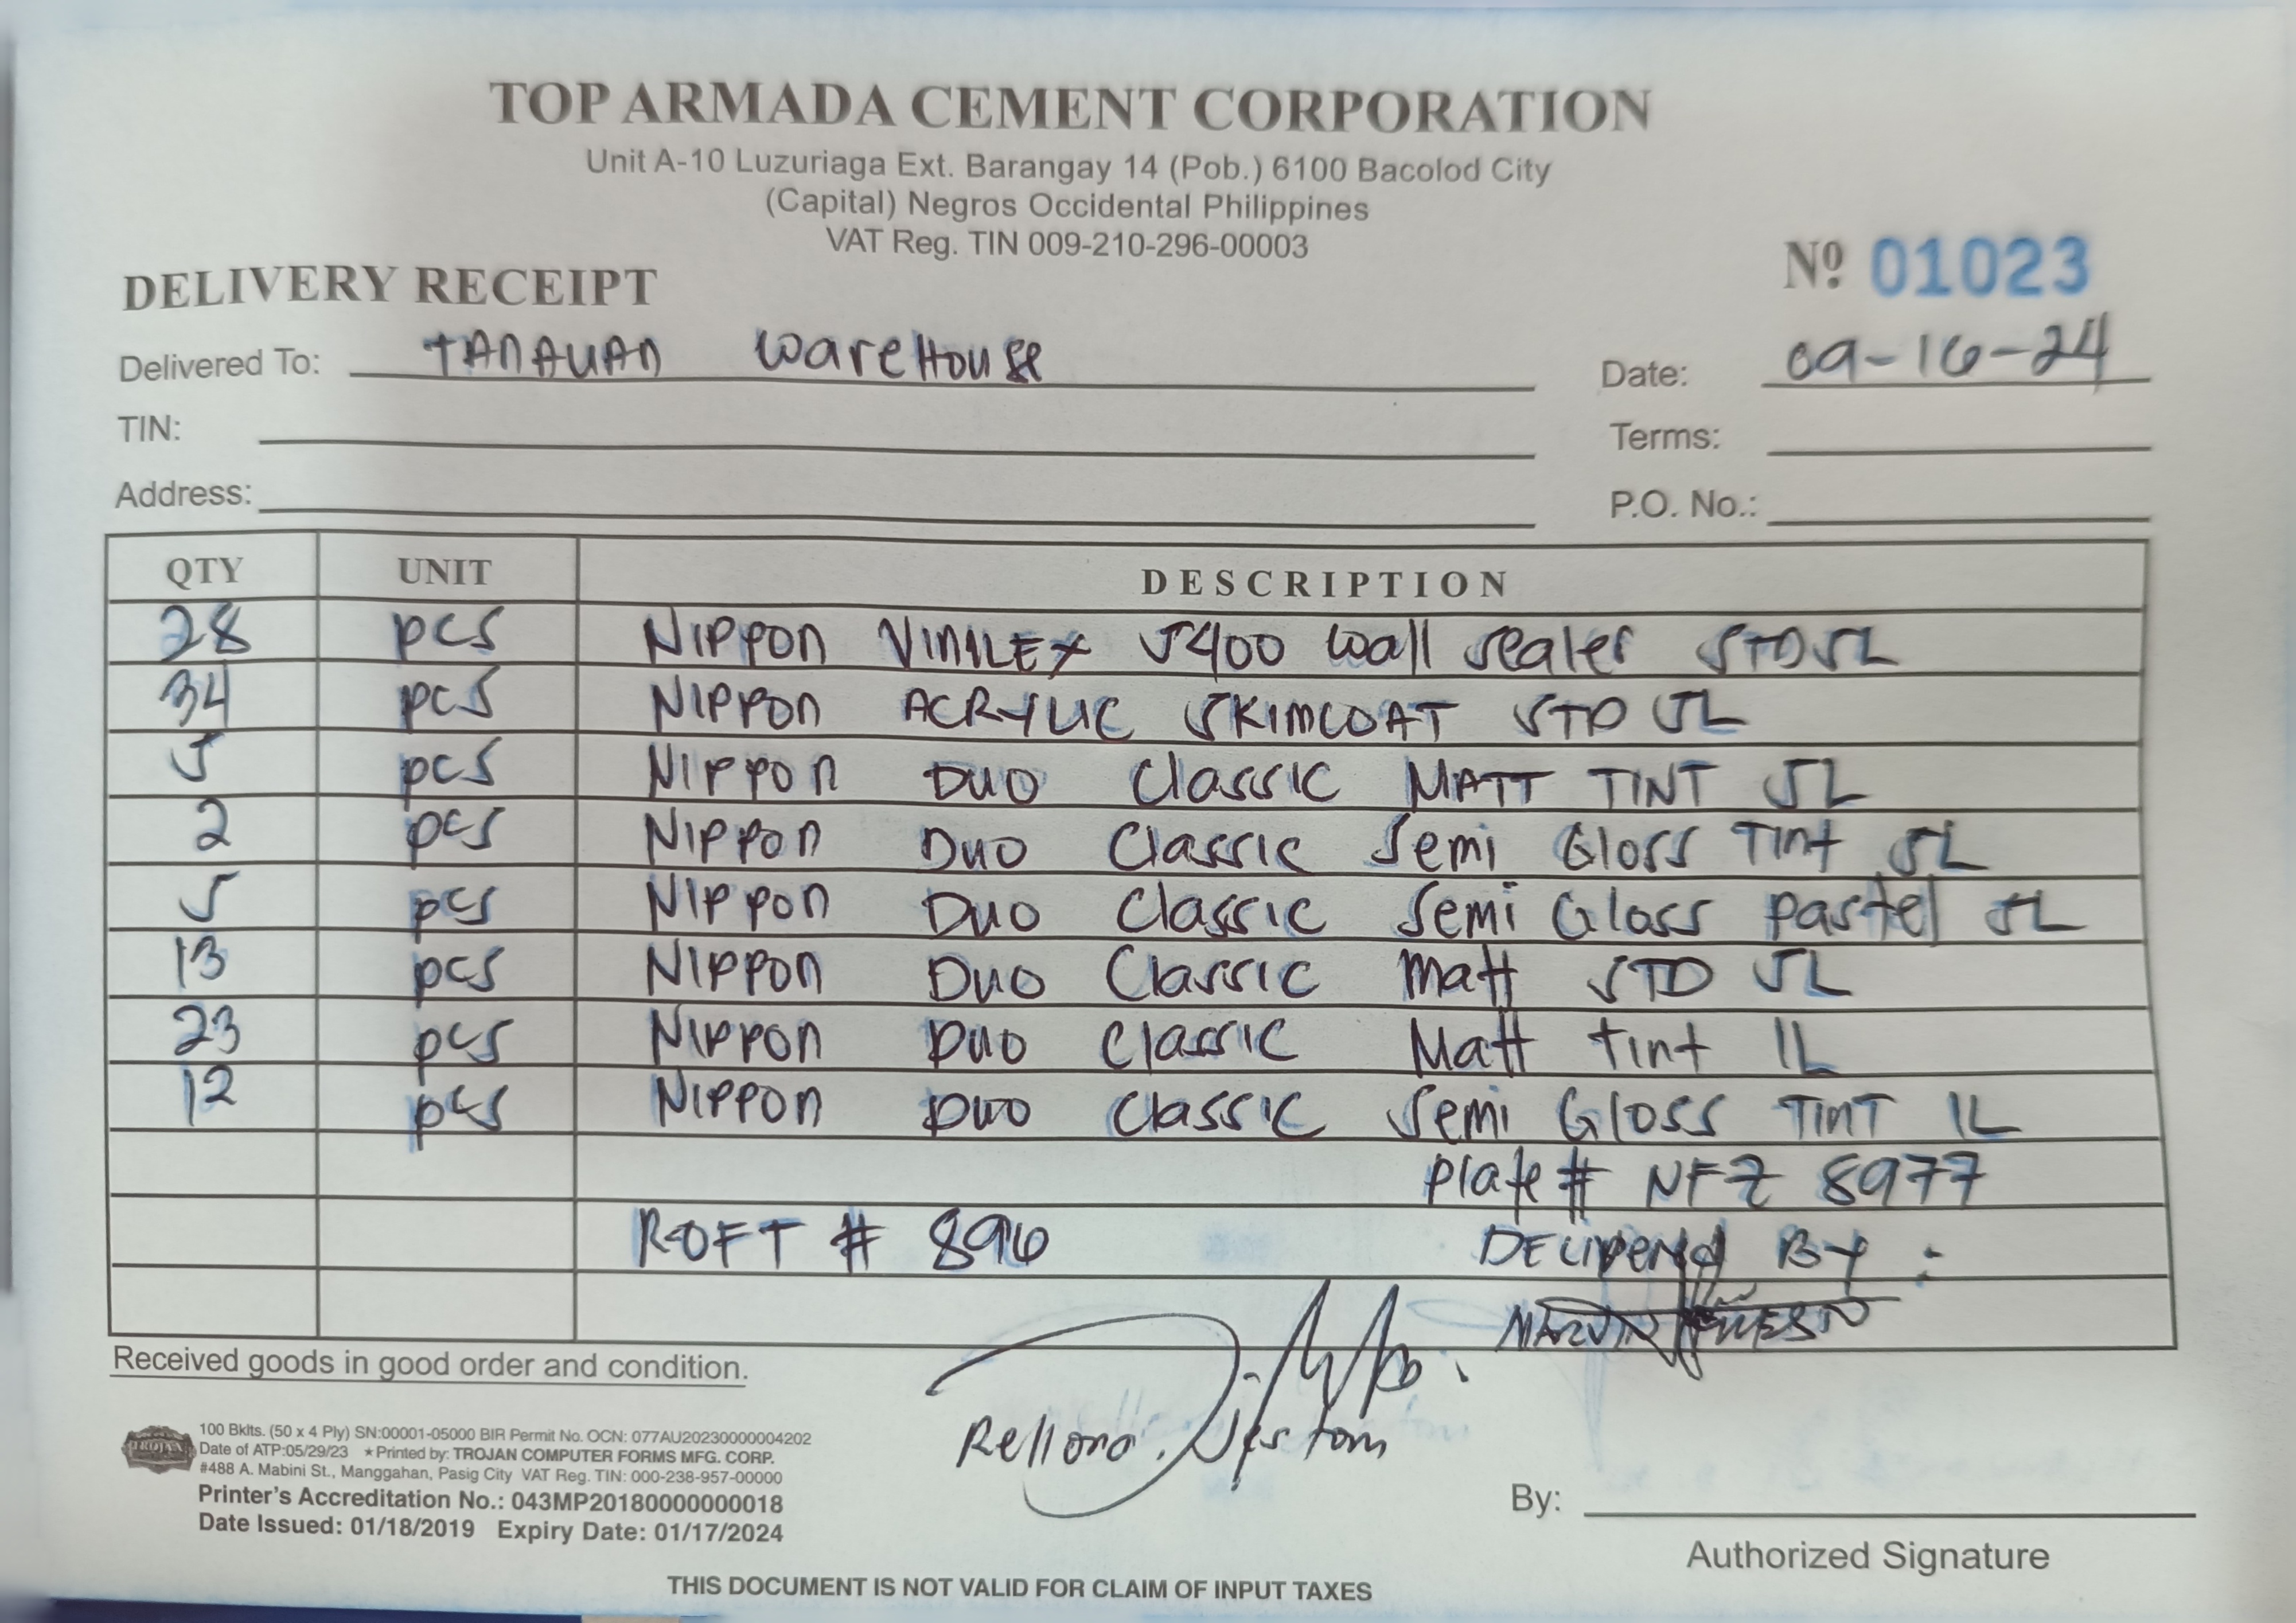 TOP ARMADA CEMENT CORPORATION
Unit A-10 Luzuriaga Ext. Barangay 14 (Pob.) 6100 Bacolod City
(Capital) Negros Occidental Philippines
VAT Reg. TIN 009-210-296-00003
Nº 01023
DELIVERY RECEIPT
Delivered To: TANAUAN WareHouse
Date: 09-16-24
TIN:
Terms:
Address:
P.O. No.:
QTY UNIT DESCRIPTION
28 pcs NIPPON VINILEX 5400 wall sealer STD 5L
34 pcs NIPPON ACRYLIC SKIMCOAT STD 5L
5 pcs NIPPON DUO Classic MATT TINT 5L
2 pcs NIPPON DUO Classic Semi Gloss Tint 5L
5 pcs NIPPON DUO Classic Semi Gloss pastel 5L
13 pcs NIPPON DUO Classic Matt STD 5L
23 pcs NIPPON DUO Classic Matt Tint 1L
12 pcs NIPPON DUO Classic Semi Gloss TINT 1L
Plate # NFZ 8977
ROFT # 896
DELIVERED By :
MARVIN
Received goods in good order and condition.
Rellona
TROJAN
100 Bklts. (50 x 4 Ply) SN:00001-05000 BIR Permit No. OCN: 077AU20230000004202
Date of ATP:05/29/23 ★Printed by: TROJAN COMPUTER FORMS MFG. CORP.
#488 A. Mabini St., Manggahan, Pasig City VAT Reg. TIN: 000-238-957-00000
Printer's Accreditation No.: 043MP20180000000018
Date Issued: 01/18/2019 Expiry Date: 01/17/2024
By:
Authorized Signature
THIS DOCUMENT IS NOT VALID FOR CLAIM OF INPUT TAXES